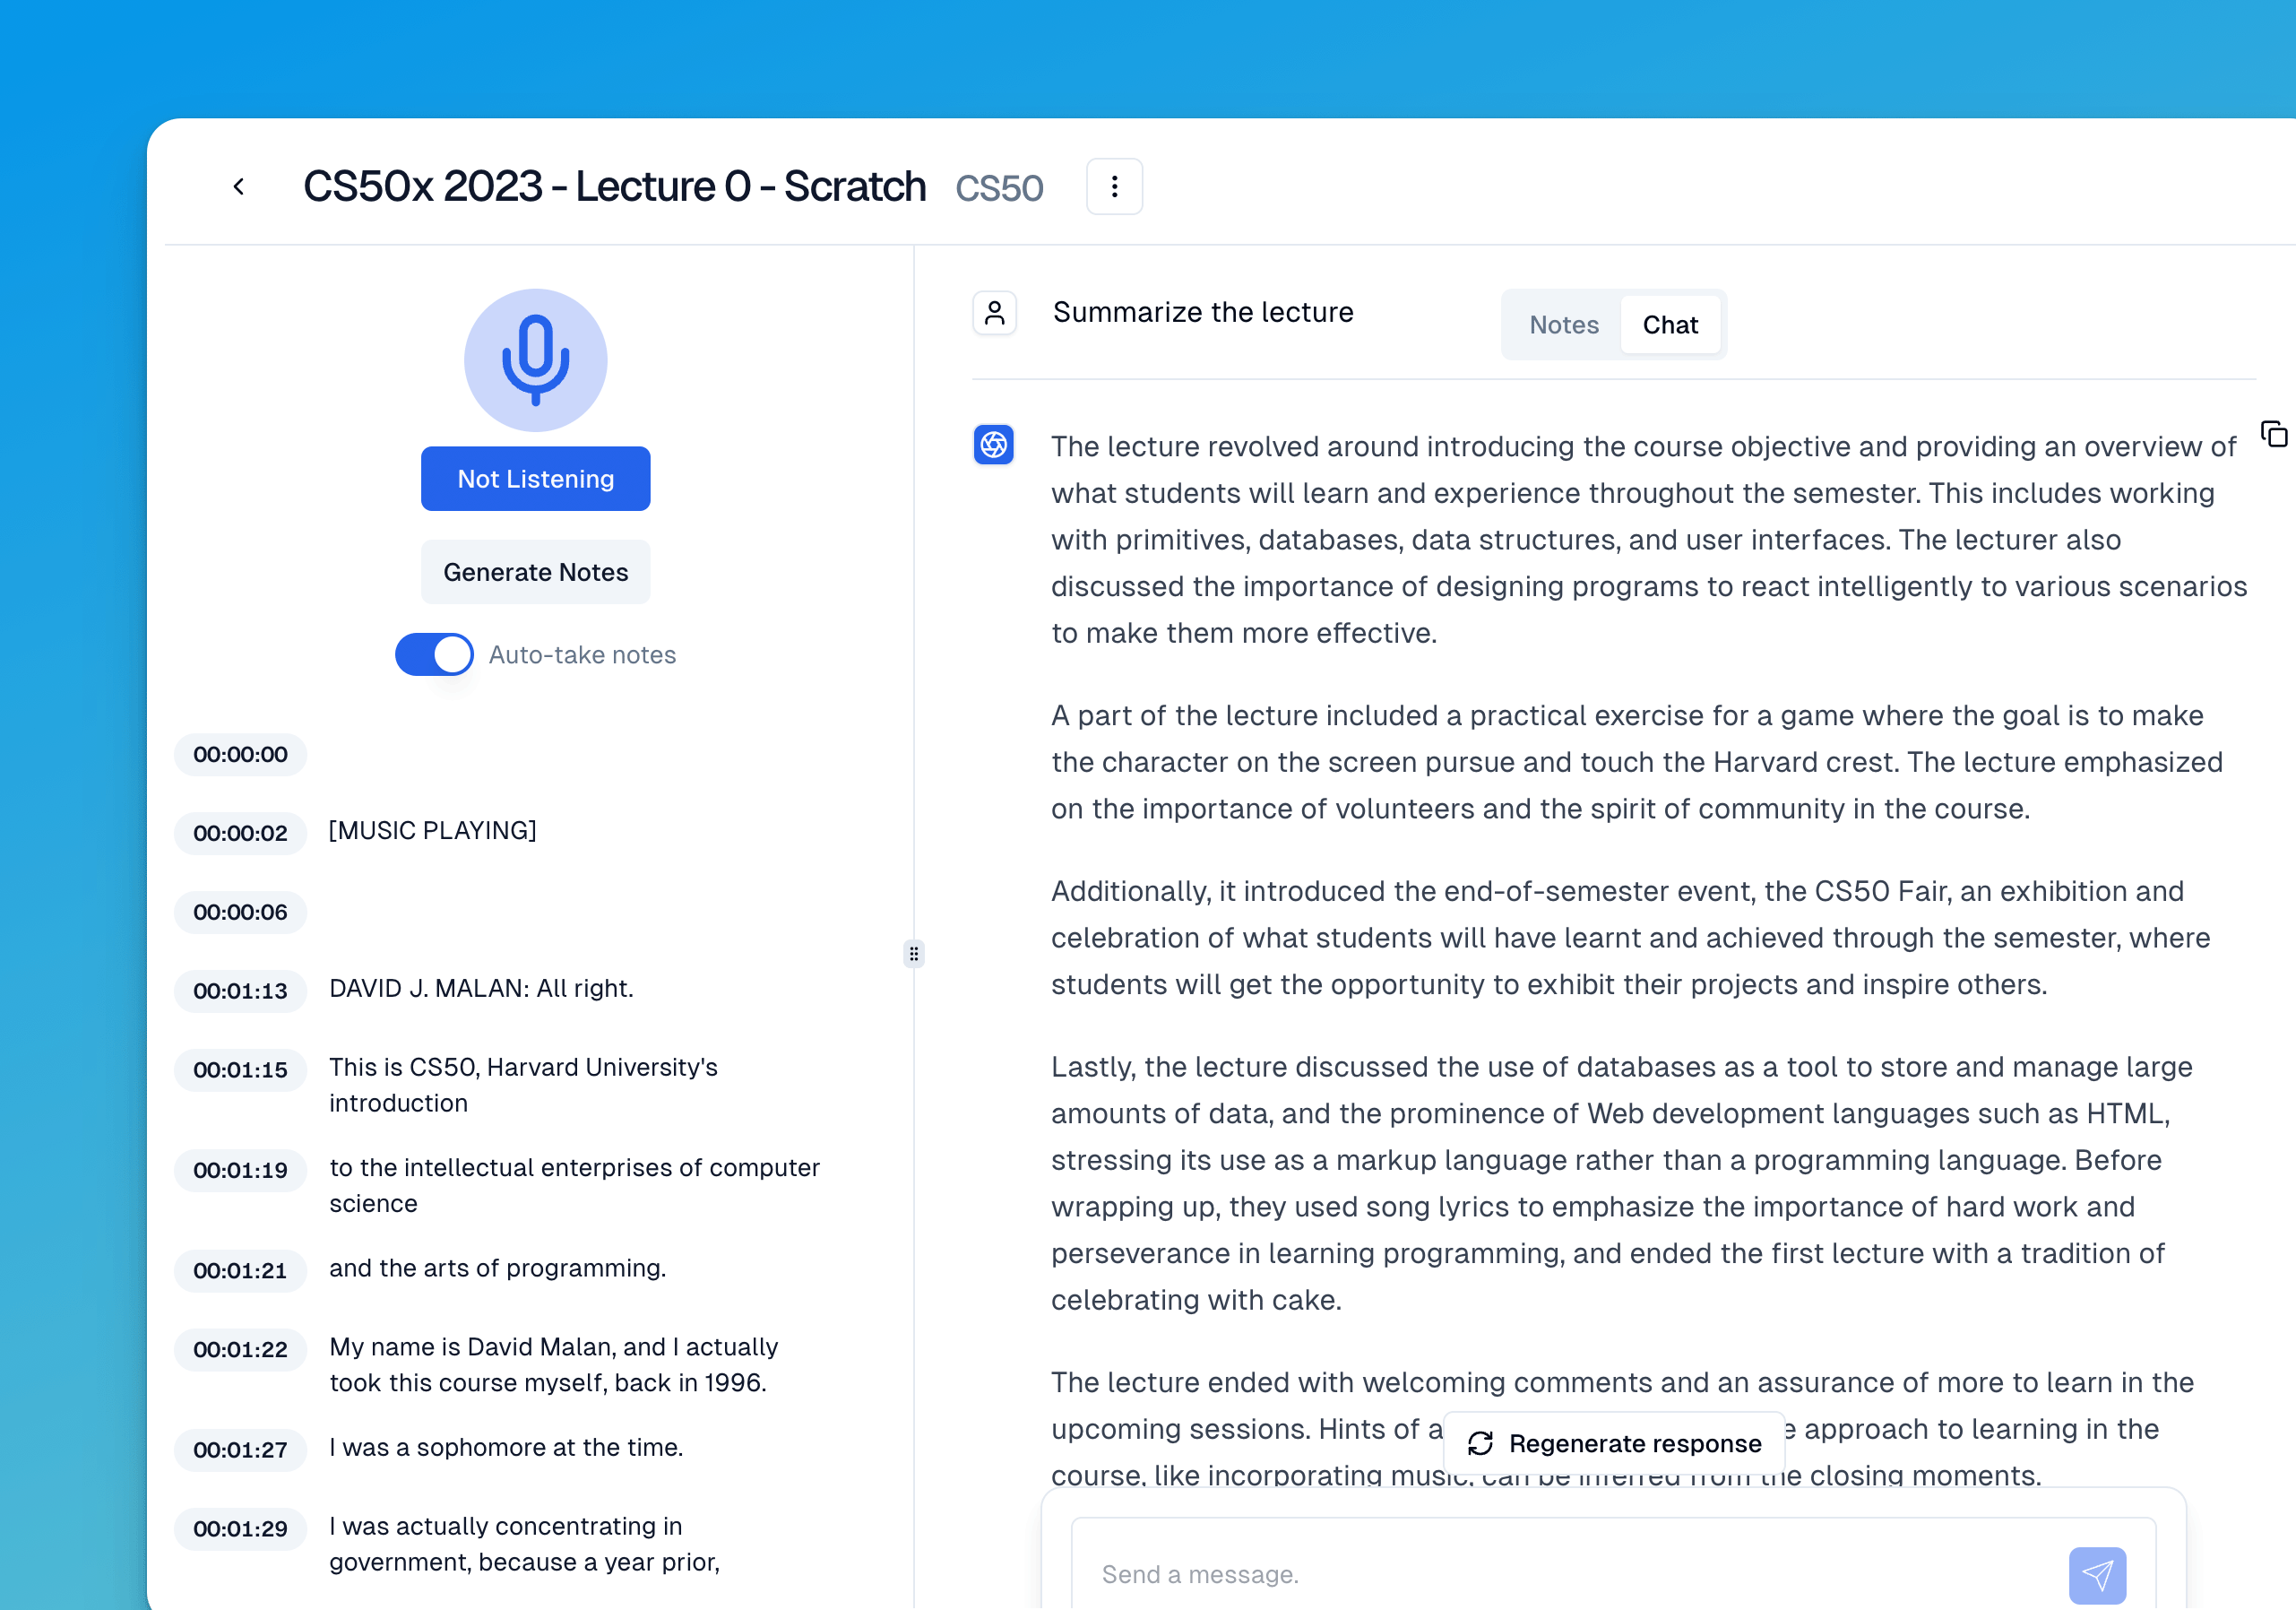 CS50x 2023 - Lecture 0 - Scratch CS50
Not Listening
Generate Notes
Auto-take notes
00:00:00
00:00:02 [MUSIC PLAYING]
00:00:06
00:01:13 DAVID J. MALAN: All right.
00:01:15 This is CS50, Harvard University's
introduction
00:01:19 to the intellectual enterprises of computer
science
00:01:21 and the arts of programming.
00:01:22 My name is David Malan, and I actually
took this course myself, back in 1996.
00:01:27 I was a sophomore at the time.
00:01:29 I was actually concentrating in
government, because a year prior,
Summarize the lecture
Notes Chat
The lecture revolved around introducing the course objective and providing an overview of
what students will learn and experience throughout the semester. This includes working
with primitives, databases, data structures, and user interfaces. The lecturer also
discussed the importance of designing programs to react intelligently to various scenarios
to make them more effective.
A part of the lecture included a practical exercise for a game where the goal is to make
the character on the screen pursue and touch the Harvard crest. The lecture emphasized
on the importance of volunteers and the spirit of community in the course.
Additionally, it introduced the end-of-semester event, the CS50 Fair, an exhibition and
celebration of what students will have learnt and achieved through the semester, where
students will get the opportunity to exhibit their projects and inspire others.
Lastly, the lecture discussed the use of databases as a tool to store and manage large
amounts of data, and the prominence of Web development languages such as HTML,
stressing its use as a markup language rather than a programming language. Before
wrapping up, they used song lyrics to emphasize the importance of hard work and
perseverance in learning programming, and ended the first lecture with a tradition of
celebrating with cake.
The lecture ended with welcoming comments and an assurance of more to learn in the
upcoming sessions. Hints of a approach to learning in the
course, like incorporating music, can be inferred from the closing moments.
Regenerate response
Send a message.